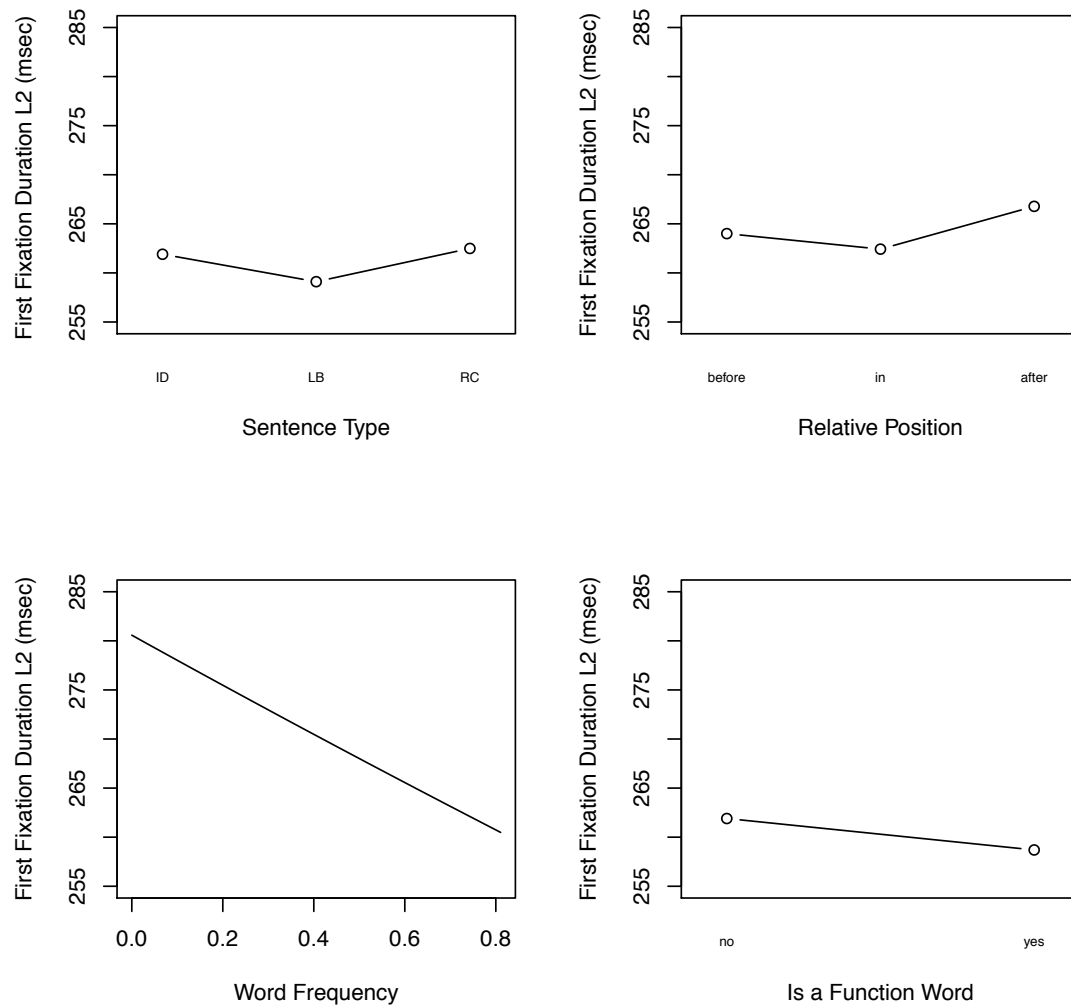 First Fixation Duration L2 (msec)
285
275
265
255
ID LB RC
Sentence Type
First Fixation Duration L2 (msec)
285
275
265
255
before in after
Relative Position
First Fixation Duration L2 (msec)
285
275
265
255
0.0 0.2 0.4 0.6 0.8
Word Frequency
First Fixation Duration L2 (msec)
285
275
265
255
no yes
Is a Function Word